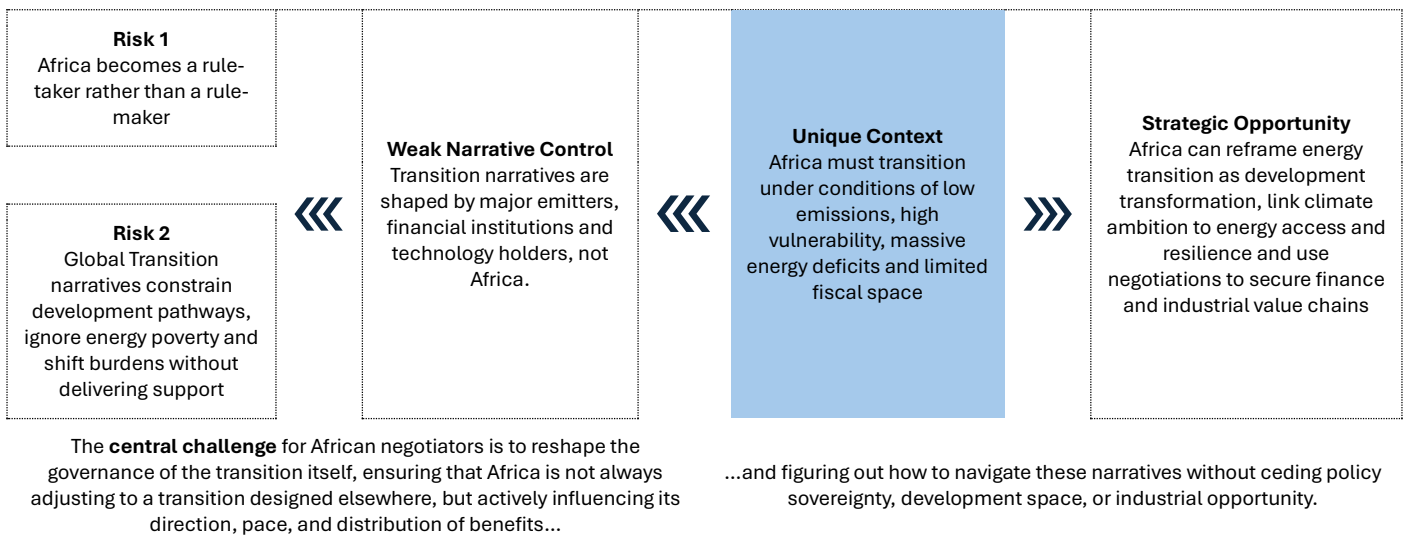 Risk 1
Africa becomes a rule-
taker rather than a rule-
maker
Risk 2
Global Transition
narratives constrain
development pathways,
ignore energy poverty and
shift burdens without
delivering support
Weak Narrative Control
Transition narratives are
shaped by major emitters,
financial institutions and
technology holders, not
Africa.
Unique Context
Africa must transition
under conditions of low
emissions, high
vulnerability, massive
energy deficits and limited
fiscal space
Strategic Opportunity
Africa can reframe energy
transition as development
transformation, link climate
ambition to energy access and
resilience and use
negotiations to secure finance
and industrial value chains
The central challenge for African negotiators is to reshape the
governance of the transition itself, ensuring that Africa is not always
adjusting to a transition designed elsewhere, but actively influencing its
direction, pace, and distribution of benefits...
...and figuring out how to navigate these narratives without ceding policy
sovereignty, development space, or industrial opportunity.